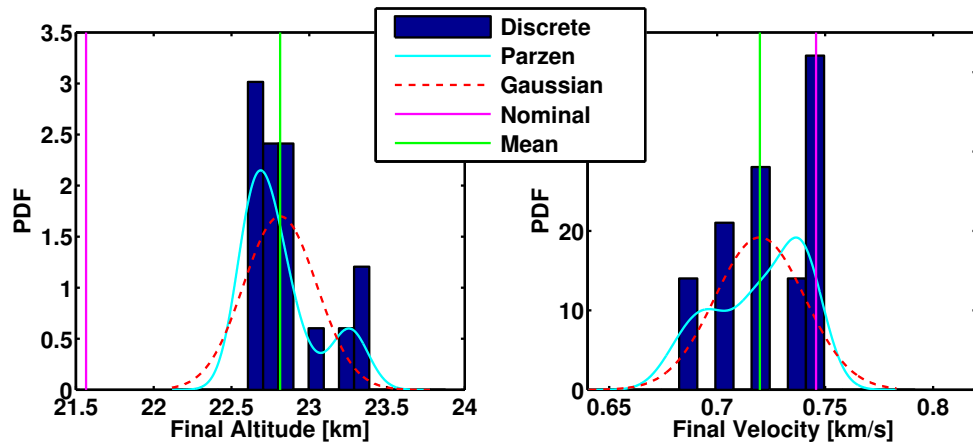 Discrete
Parzen
Gaussian
Nominal
Mean
PDF
3.5
3
2.5
2
1.5
1
0.5
0
21.5 22 22.5 23 23.5 24
Final Altitude [km]
PDF
20
10
0
0.65 0.7 0.75 0.8
Final Velocity [km/s]